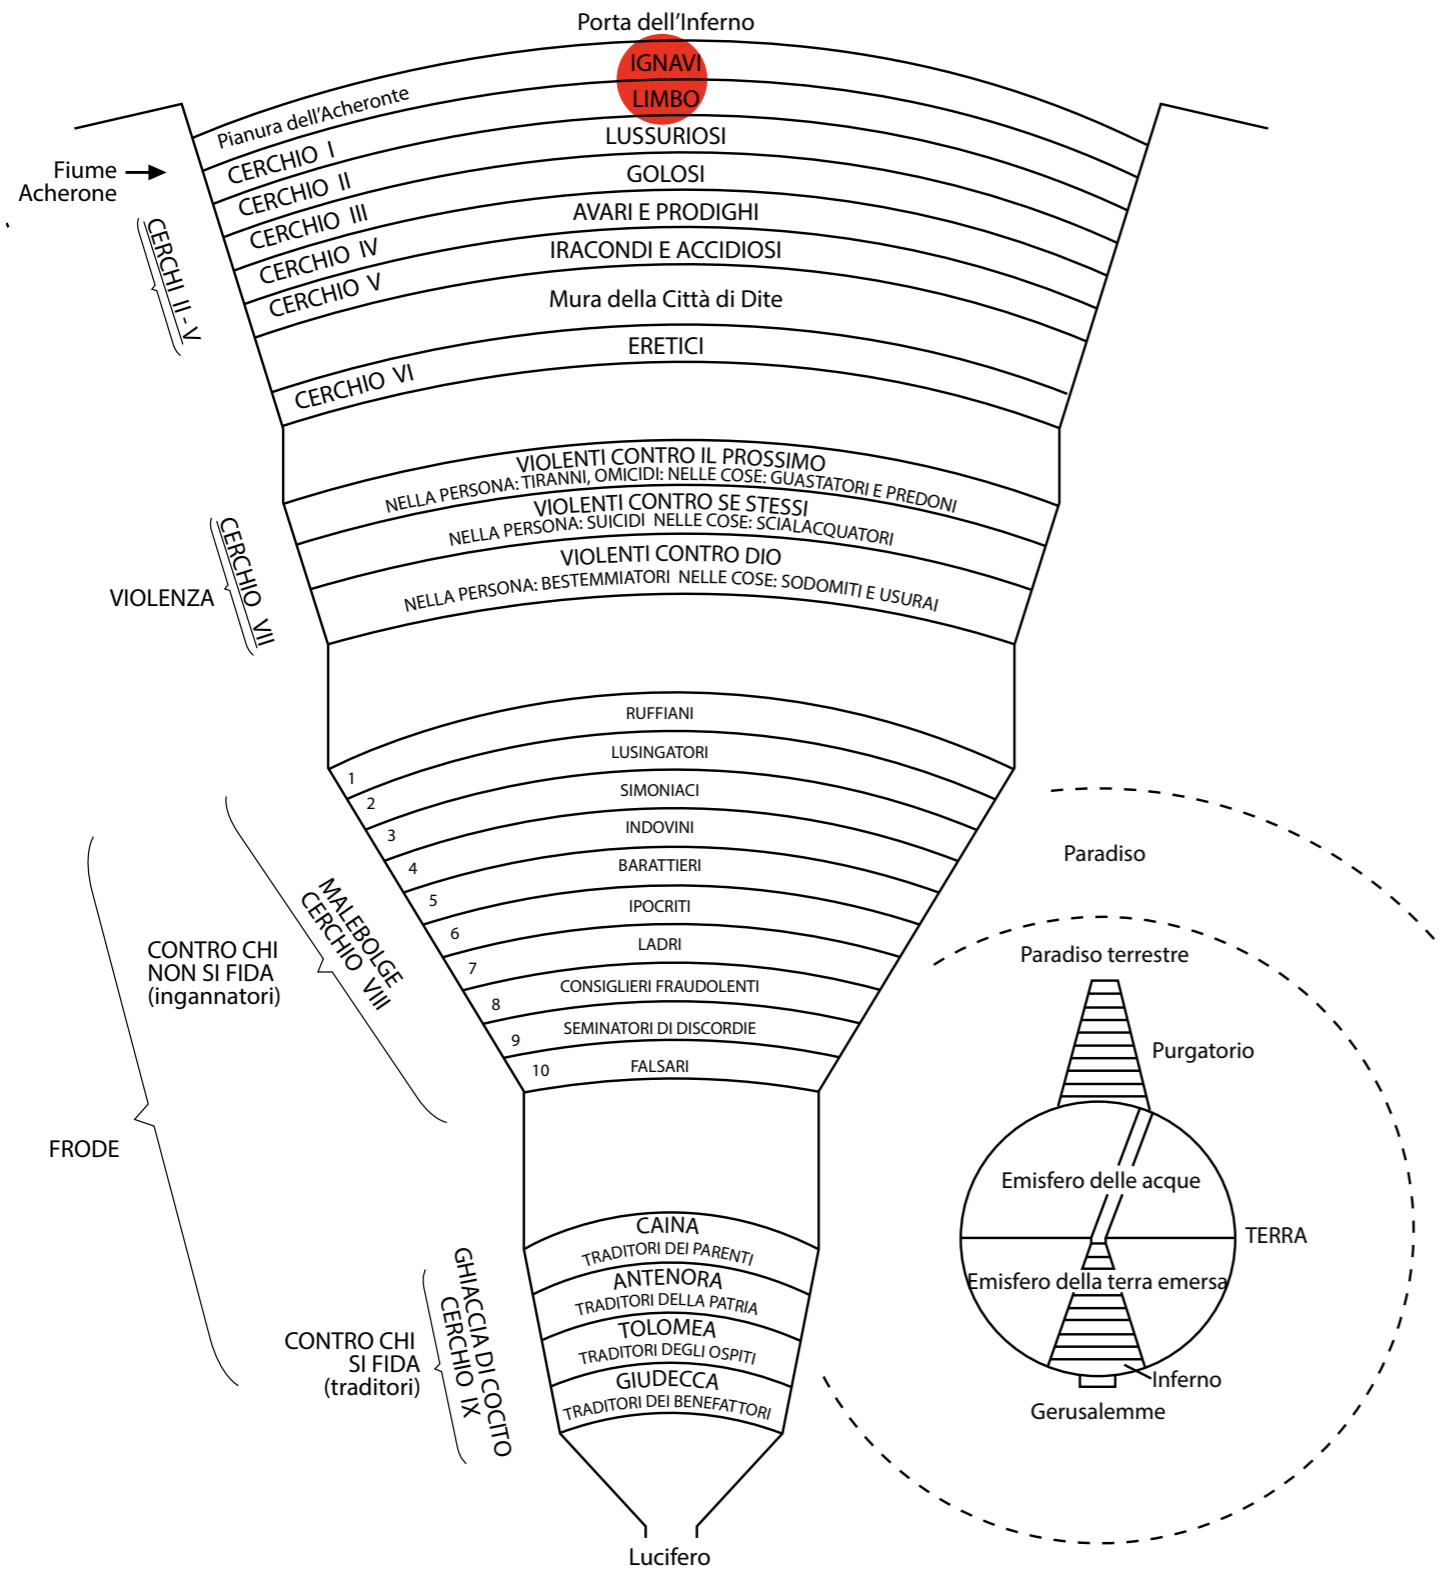 Porta dell'Inferno
IGNAVI
Pianura dell'Acheronte
LIMBO
CERCHIO I
Fiume
Acherone
LUSSURIOSI
CERCHIO II
GOLOSI
CERCHIO III
AVARI E PRODIGHI
CERCHIO IV
IRACONDI E ACCIDIOSI
CERCHIO V
CERCHI II - V
Mura della Città di Dite
ERETICI
CERCHIO VI
VIOLENTI CONTRO IL PROSSIMO
NELLA PERSONA: TIRANNI, OMICIDI: NELLE COSE: GUASTATORI E PREDONI
VIOLENTI CONTRO SE STESSI
NELLA PERSONA: SUICIDI NELLE COSE: SCIALACQUATORI
VIOLENTI CONTRO DIO
NELLA PERSONA: BESTEMMIATORI NELLE COSE: SODOMITI E USURAI
VIOLENZA
CERCHIO VII
RUFFIANI
1
LUSINGATORI
2
SIMONIACI
3
INDOVINI
4
BARATTIERI
5
IPOCRITI
6
LADRI
7
CONSIGLIERI FRAUDOLENTI
8
SEMINATORI DI DISCORDIE
9
FALSARI
10
MALEBOLGE
CERCHIO VIII
CONTRO CHI
NON SI FIDA
(ingannatori)
FRODE
CAINA
TRADITORI DEI PARENTI
ANTENORA
TRADITORI DELLA PATRIA
TOLOMEA
TRADITORI DEGLI OSPITI
GIUDECCA
TRADITORI DEI BENEFATTORI
GHIACCIA DI COCITO
CERCHIO IX
CONTRO CHI
SI FIDA
(traditori)
Lucifero
Paradiso
Paradiso terrestre
Purgatorio
Emisfero delle acque
TERRA
Emisfero della terra emersa
Inferno
Gerusalemme